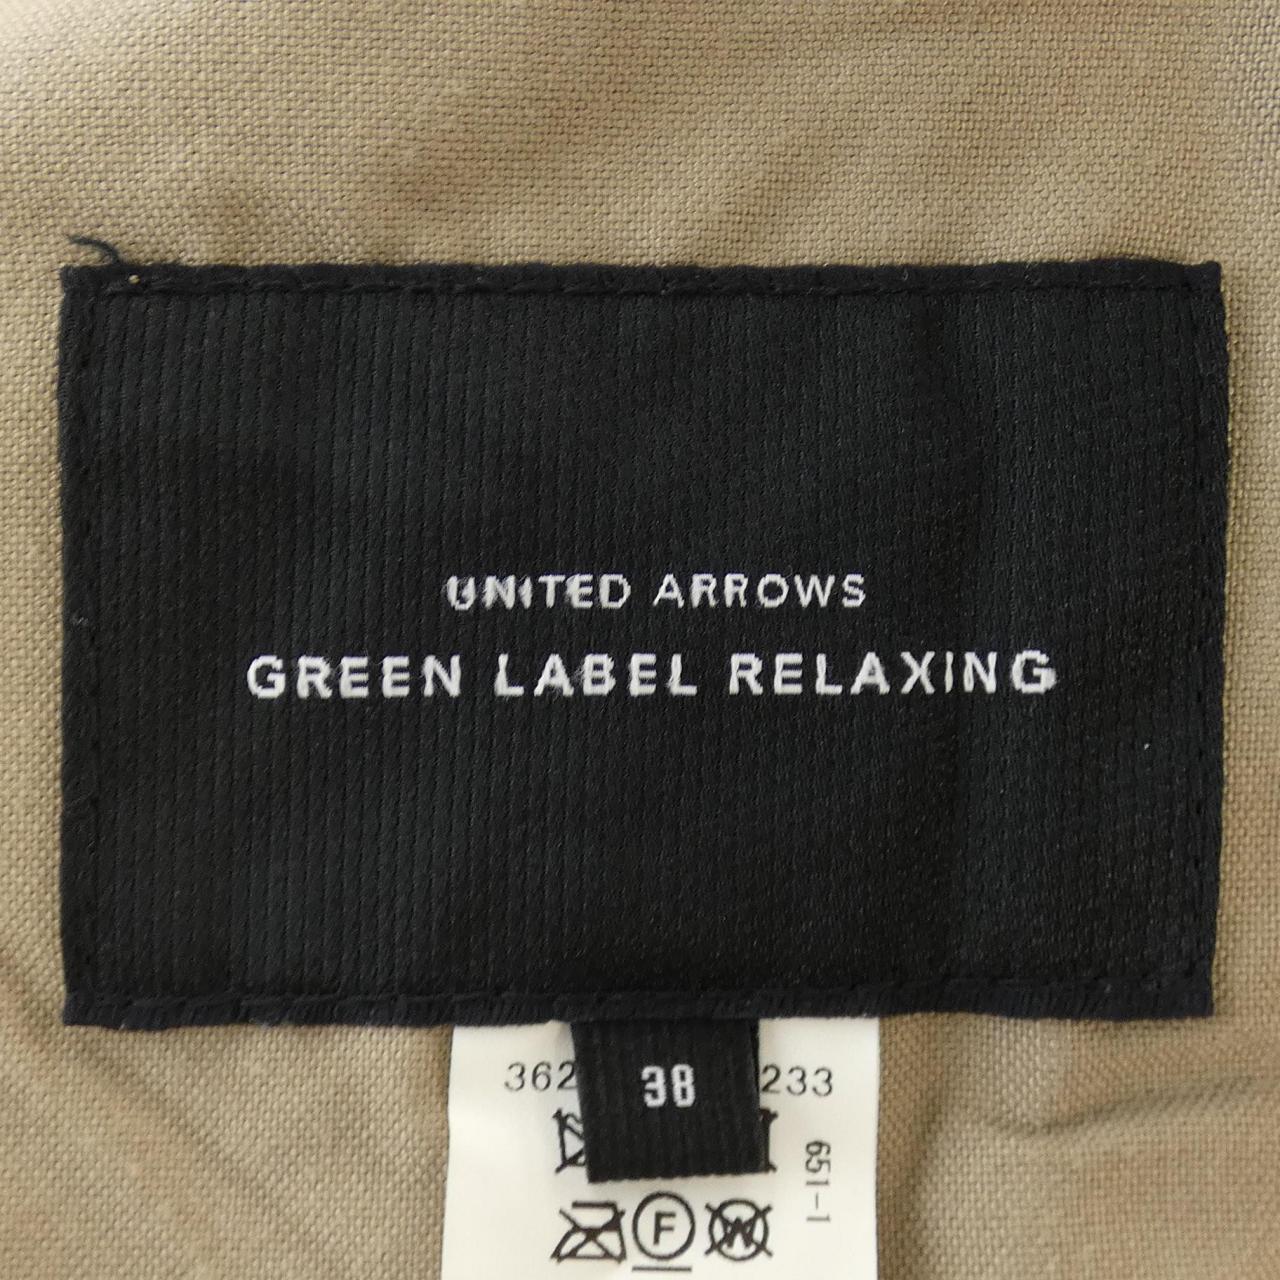 UNITED ARROWS
GREEN LABEL RELAXING
362 38 233
651-1
F W